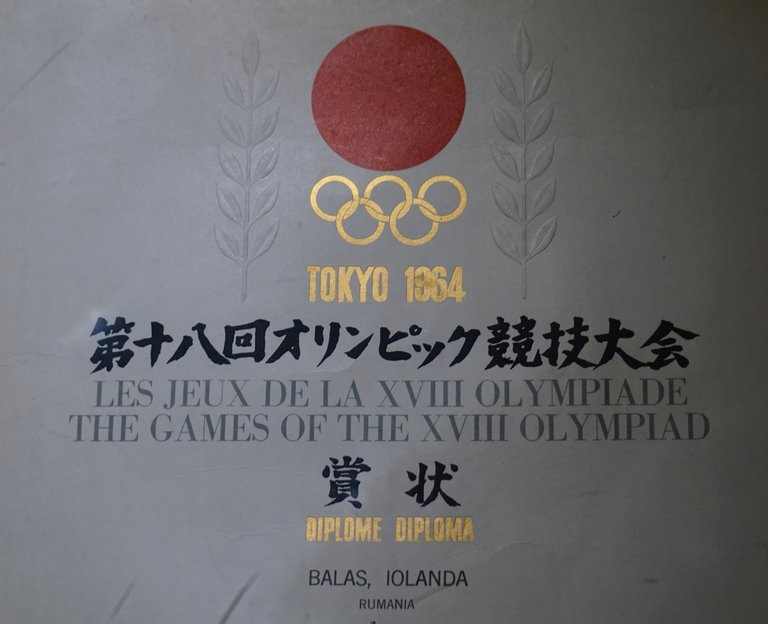 TOKYO 1964
第十八回オリンピック競技大会
LES JEUX DE LA XVIII OLYMPIADE
THE GAMES OF THE XVIII OLYMPIAD
賞状
DIPLOME DIPLOMA
BALAS, IOLANDA
RUMANIA